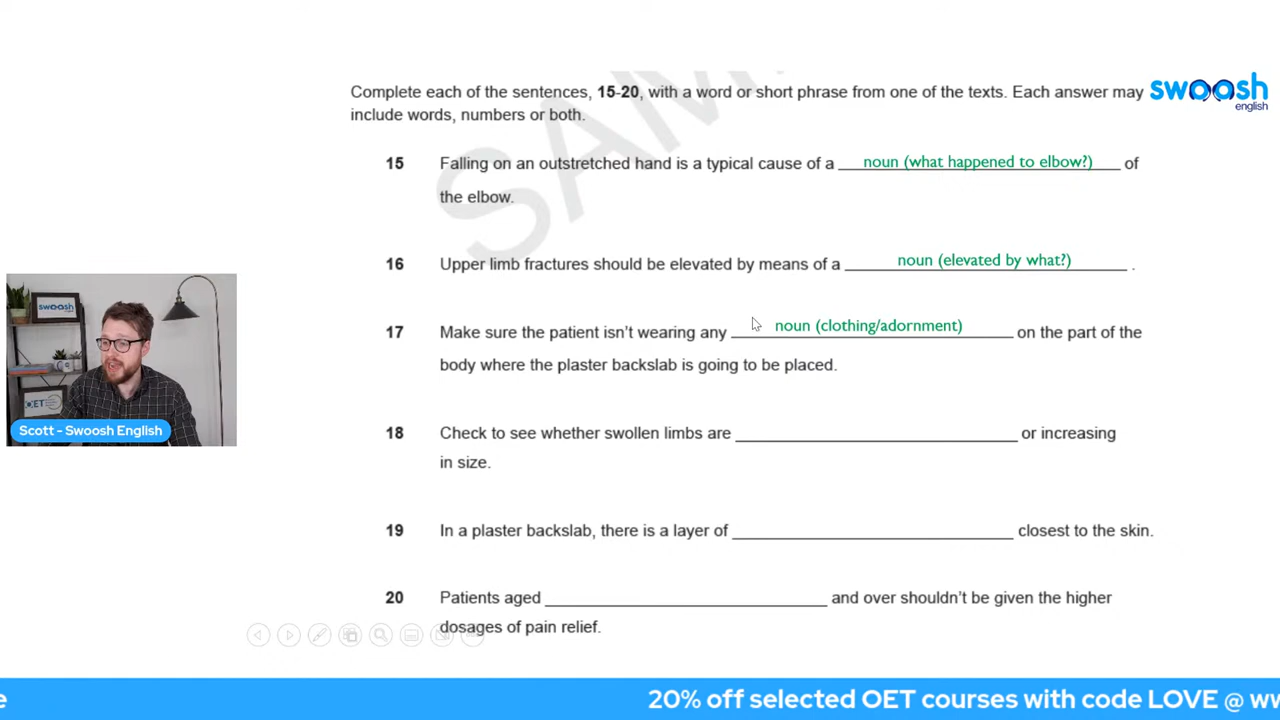 Complete each of the sentences, 15-20, with a word or short phrase from one of the texts. Each answer may
include words, numbers or both.
swoosh
english
15 Falling on an outstretched hand is a typical cause of a noun (what happened to elbow?) of
the elbow.
16 Upper limb fractures should be elevated by means of a noun (elevated by what?) .
17 Make sure the patient isn't wearing any noun (clothing/adornment) on the part of the
body where the plaster backslab is going to be placed.
18 Check to see whether swollen limbs are or increasing
in size.
19 In a plaster backslab, there is a layer of closest to the skin.
20 Patients aged and over shouldn't be given the higher
dosages of pain relief.
SAM
swoosh
OET
Scott - Swoosh English
e 20% off selected OET courses with code LOVE @ ww